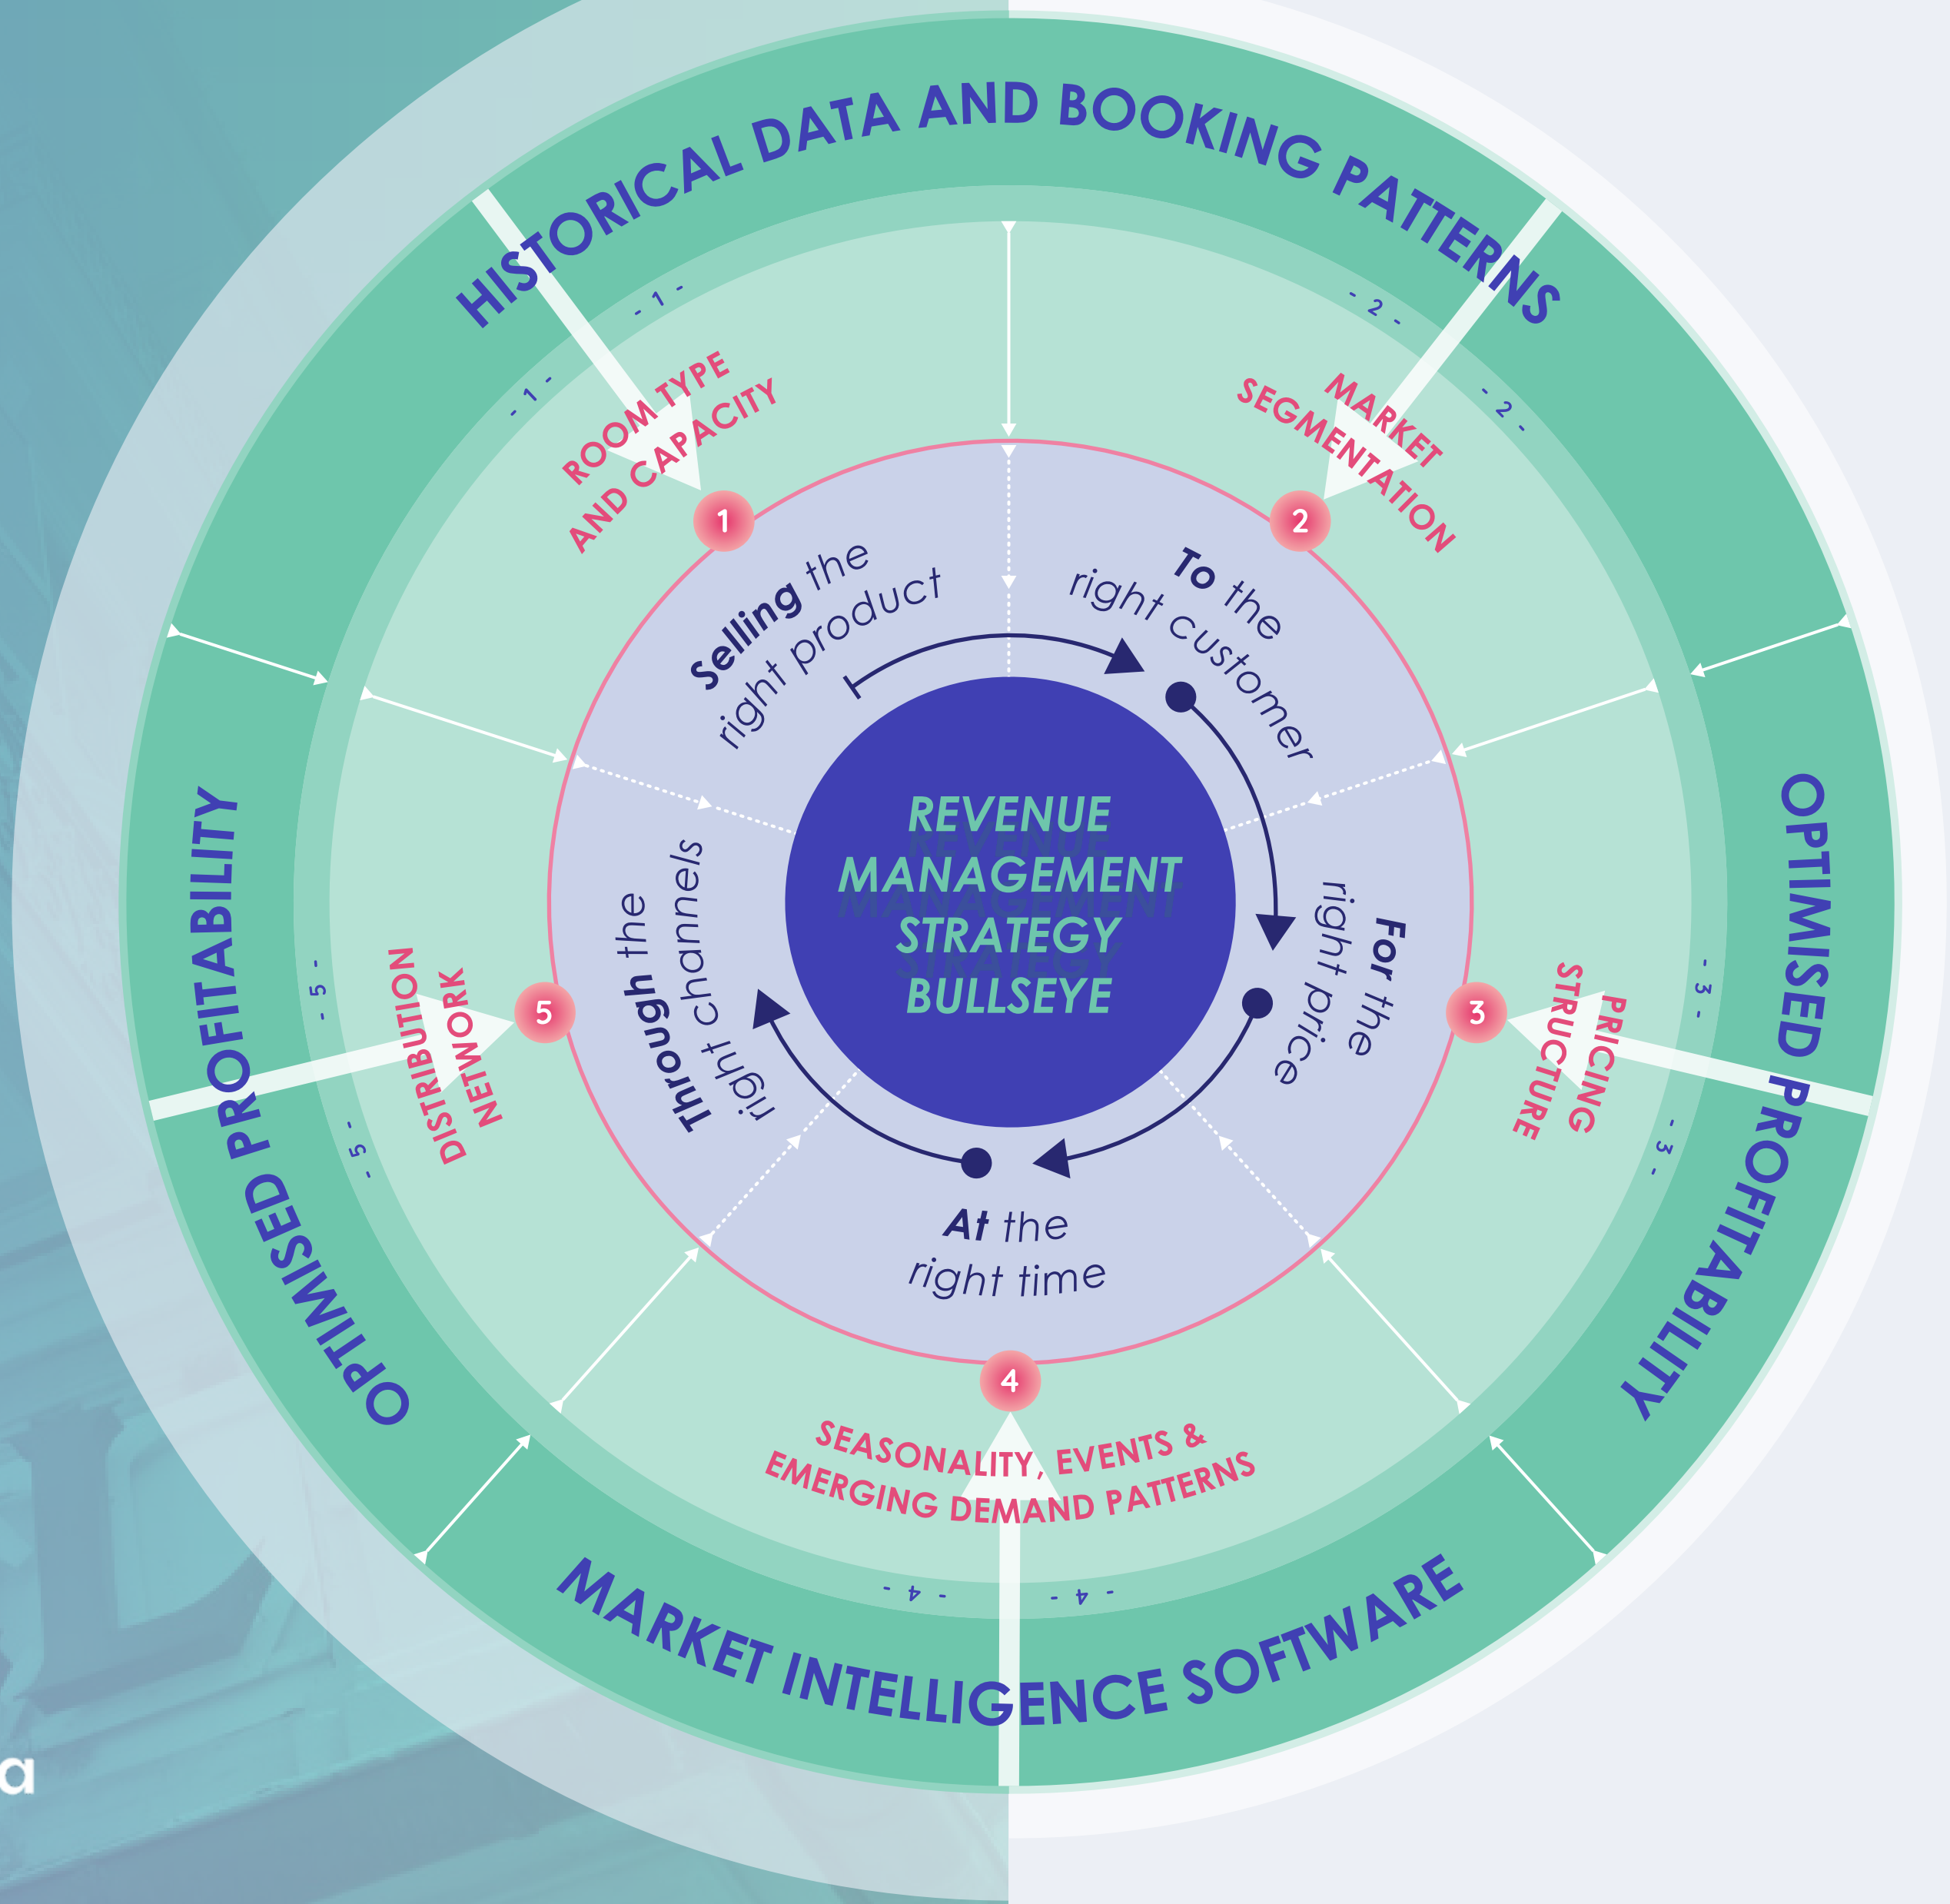 HISTORICAL DATA AND BOOKING PATTERNS
- 1 -
- 1 -
- 2 -
- 2 -
ROOM TYPE
AND CAPACITY
MARKET
SEGMENTATION
1
2
Selling the
right product
To the
right customer
REVENUE
MANAGEMENT
STRATEGY
BULLSEYE
For the
right price
3
PRICING
STRUCTURE
- 3 -
- 3 -
OPTIMISED PROFITABILITY
At the
right time
4
SEASONALITY, EVENTS &
EMERGING DEMAND PATTERNS
- 4 -
- 4 -
MARKET INTELLIGENCE SOFTWARE
Through the
right channels
5
DISTRIBUTION
NETWORK
- 5 -
- 5 -
OPTIMISED PROFITABILITY
a